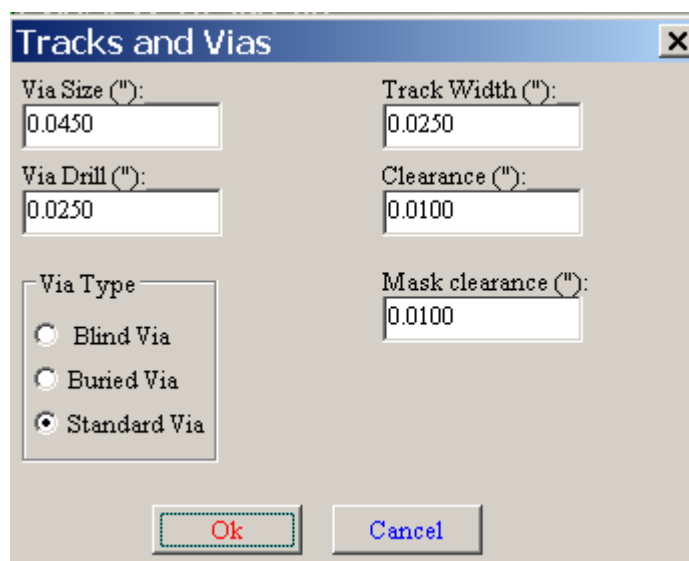 Tracks and Vias
Via Size ("):
0.0450
Via Drill ("):
0.0250
Track Width ("):
0.0250
Clearance ("):
0.0100
Mask clearance ("):
0.0100
Via Type
Blind Via
Buried Via
Standard Via
Ok
Cancel